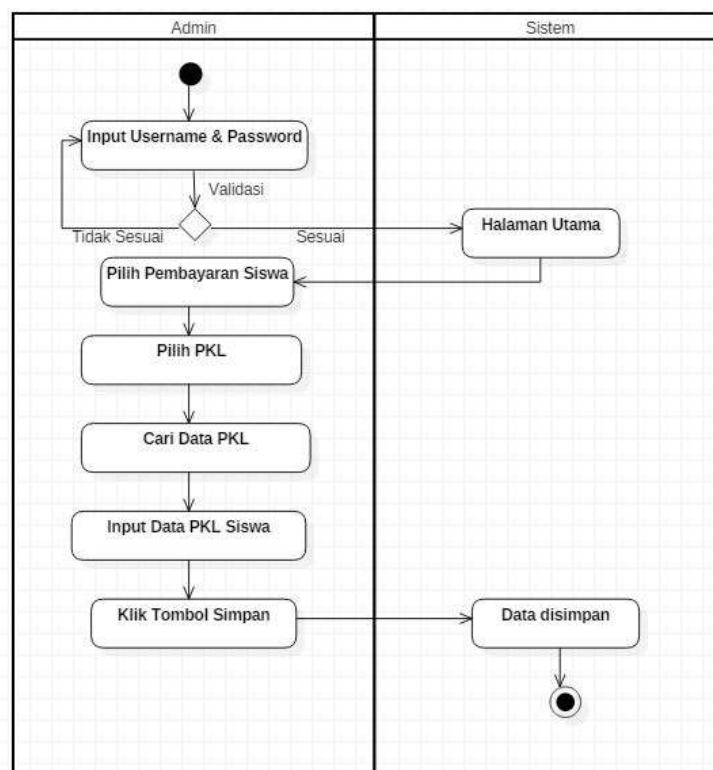 Admin
Sistem
Input Username & Password
Validasi
Tidak Sesuai
Sesuai
Halaman Utama
Pilih Pembayaran Siswa
Pilih PKL
Cari Data PKL
Input Data PKL Siswa
Klik Tombol Simpan
Data disimpan